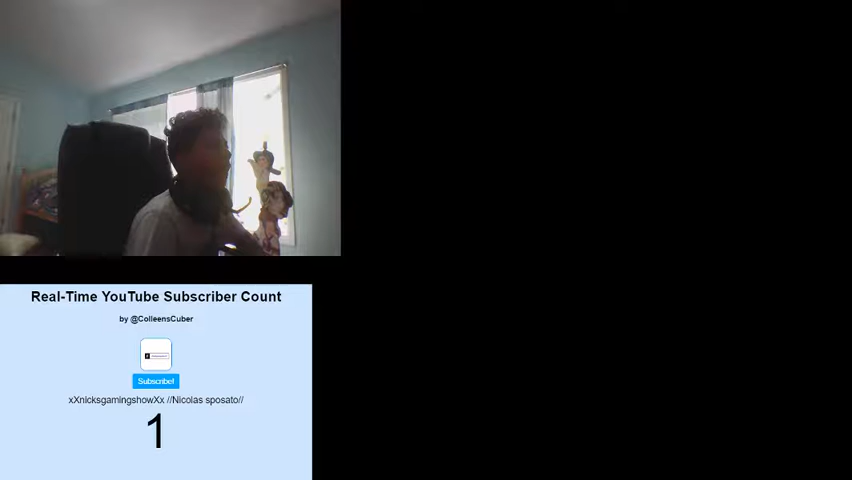 Real-Time YouTube Subscriber Count
by @ColleensCuber
Subscribe!
xXnicksgamingshowXx //Nicolas sposato//
1